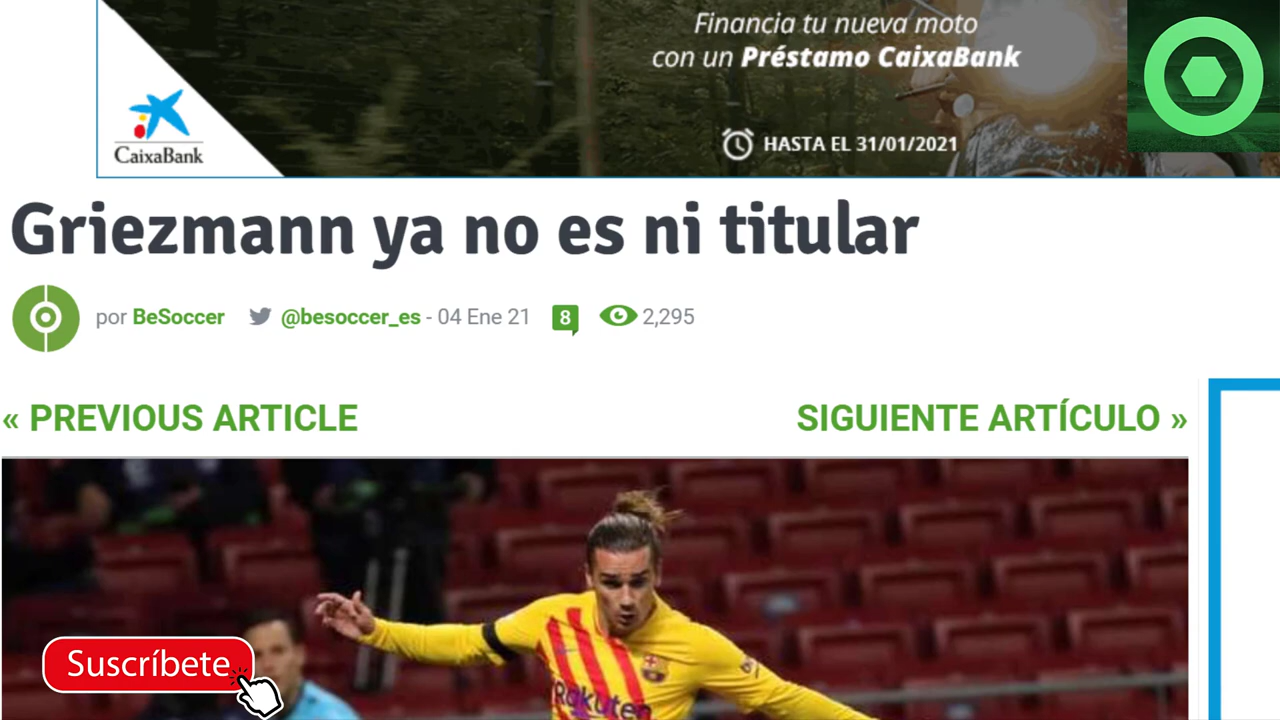 Financia tu nueva moto
con un Préstamo CaixaBank
CaixaBank
HASTA EL 31/01/2021
Griezmann ya no es ni titular
por BeSoccer @besoccer_es - 04 Ene 21 8 2,295
« PREVIOUS ARTICLE
SIGUIENTE ARTÍCULO »
Suscríbete
Rakuten